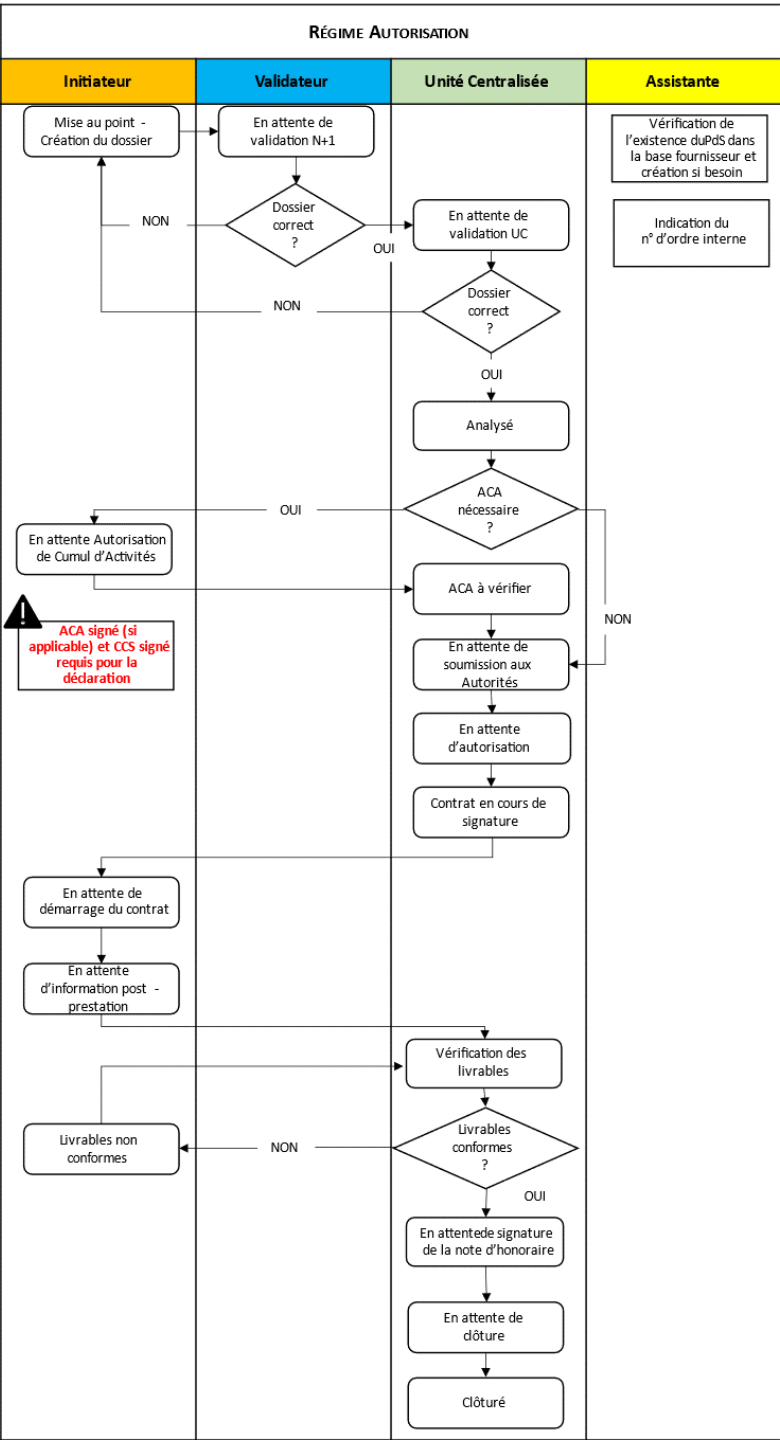 RÉGIME AUTORISATION
Initiateur
Validateur
Unité Centralisée
Assistante
Mise au point -
Création du dossier
En attente de
validation N+1
Vérification de
l'existence duPdS dans
la base fournisseur et
création si besoin
Dossier
correct
?
NON
OUI
En attente de
validation UC
Indication du
n° d'ordre interne
Dossier
correct
?
NON
OUI
Analysé
ACA
nécessaire
?
OUI
NON
En attente Autorisation
de Cumul d'Activités
ACA à vérifier
!
ACA signé (si
applicable) et CCS signé
requis pour la
déclaration
En attente de
soumission aux
Autorités
En attente
d'autorisation
Contrat en cours de
signature
En attente de
démarrage du contrat
En attente
d'information post -
prestation
Vérification des
livrables
Livrables
conformes
?
NON
Livrables non
conformes
OUI
En attentede signature
de la note d'honoraire
En attente de
clôture
Clôturé